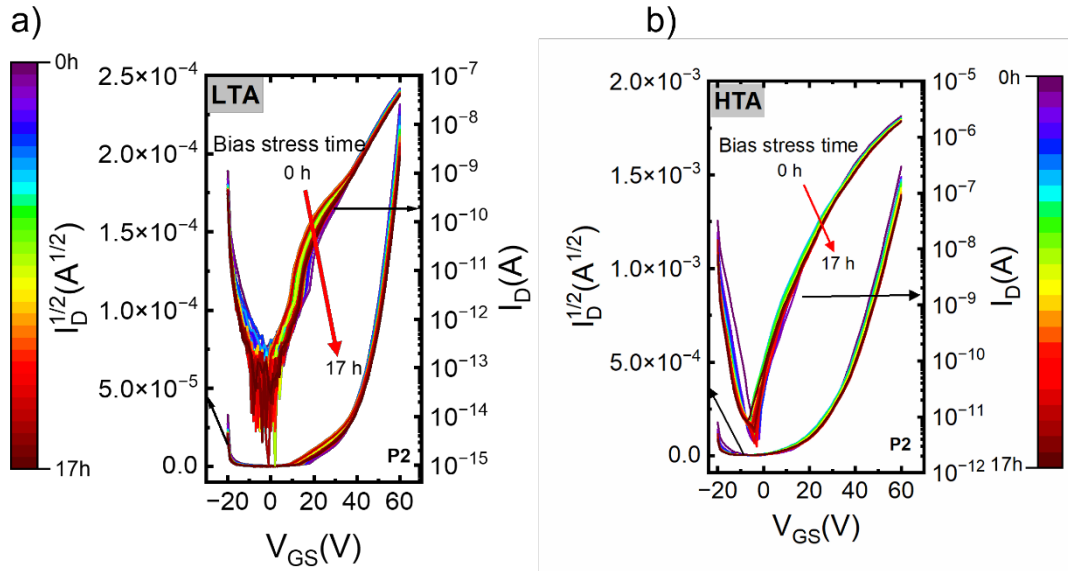 a)
0h
17h
LTA
Bias stress time
0 h
17 h
P2
2.5×10⁻⁴
2.0×10⁻⁴
1.5×10⁻⁴
1.0×10⁻⁴
5.0×10⁻⁵
0.0
I_D^1/2(A^1/2)
10⁻⁷
10⁻⁸
10⁻⁹
10⁻¹⁰
10⁻¹¹
10⁻¹²
10⁻¹³
10⁻¹⁴
10⁻¹⁵
I_D(A)
−20 0 20 40 60
V_GS(V)
b)
HTA
Bias stress time
0 h
17 h
P2
2.0×10⁻³
1.5×10⁻³
1.0×10⁻³
5.0×10⁻⁴
0.0
I_D^1/2(A^1/2)
10⁻⁵
10⁻⁶
10⁻⁷
10⁻⁸
10⁻⁹
10⁻¹⁰
10⁻¹¹
10⁻¹²
I_D(A)
−20 0 20 40 60
V_GS(V)
0h
17h